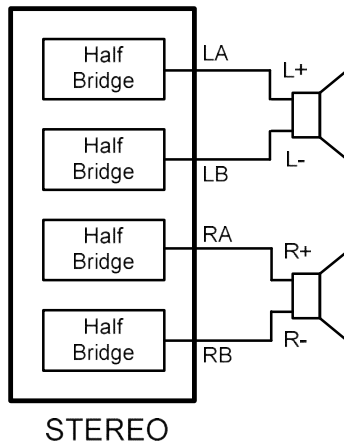 Half
Bridge
LA
L+
Half
Bridge
L-
LB
Half
Bridge
RA
R+
Half
Bridge
R-
RB
STEREO